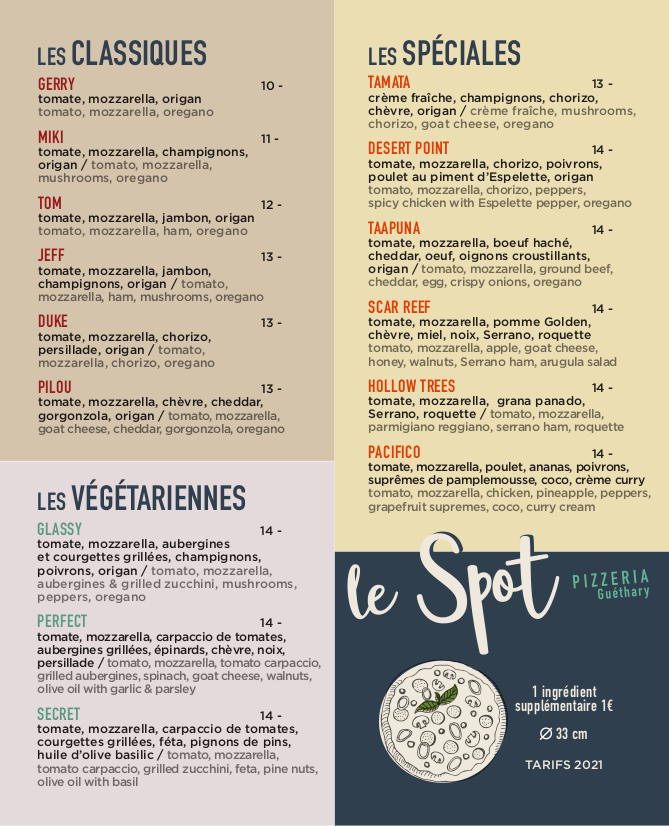 LES CLASSIQUES
GERRY 10 -
tomate, mozzarella, origan
tomato, mozzarella, oregano
MIKI 11 -
tomate, mozzarella, champignons,
origan / tomato, mozzarella,
mushrooms, oregano
TOM 12 -
tomate, mozzarella, jambon, origan
tomato, mozzarella, ham, oregano
JEFF 13 -
tomate, mozzarella, jambon,
champignons, origan / tomato,
mozzarella, ham, mushrooms, oregano
DUKE 13 -
tomate, mozzarella, chorizo,
persillade, origan / tomato,
mozzarella, chorizo, oregano
PILOU 13 -
tomate, mozzarella, chèvre, cheddar,
gorgonzola, origan / tomato, mozzarella,
goat cheese, cheddar, gorgonzola, oregano
LES VÉGÉTARIENNES
GLASSY 14 -
tomate, mozzarella, aubergines
et courgettes grillées, champignons,
poivrons, origan / tomato, mozzarella,
aubergines & grilled zucchini, mushrooms,
peppers, oregano
PERFECT 14 -
tomate, mozzarella, carpaccio de tomates,
aubergines grillées, épinards, chèvre, noix,
persillade / tomato, mozzarella, tomato carpaccio,
grilled aubergines, spinach, goat cheese, walnuts,
olive oil with garlic & parsley
SECRET 14 -
tomate, mozzarella, carpaccio de tomates,
courgettes grillées, féta, pignons de pins,
huile d'olive basilic / tomato, mozzarella,
tomato carpaccio, grilled zucchini, feta, pine nuts,
olive oil with basil
LES SPÉCIALES
TAMATA 13 -
crème fraîche, champignons, chorizo,
chèvre, origan / crème fraîche, mushrooms,
chorizo, goat cheese, oregano
DESERT POINT 14 -
tomate, mozzarella, chorizo, poivrons,
poulet au piment d'Espelette, origan
tomato, mozzarella, chorizo, peppers,
spicy chicken with Espelette pepper, oregano
TAAPUNA 14 -
tomate, mozzarella, boeuf haché,
cheddar, oeuf, oignons croustillants,
origan / tomato, mozzarella, ground beef,
cheddar, egg, crispy onions, oregano
SCAR REEF 14 -
tomate, mozzarella, pomme Golden,
chèvre, miel, noix, Serrano, roquette
tomato, mozzarella, apple, goat cheese,
honey, walnuts, Serrano ham, arugula salad
HOLLOW TREES 14 -
tomate, mozzarella, grana panado,
Serrano, roquette / tomato, mozzarella,
parmigiano reggiano, serrano ham, roquette
PACIFICO 14 -
tomate, mozzarella, poulet, ananas, poivrons,
suprêmes de pamplemousse, coco, crème curry
tomato, mozzarella, chicken, pineapple, peppers,
grapefruit supremes, coco, curry cream
le Spot
PIZZERIA
Guéthary
1 ingrédient
supplémentaire 1€
Ø 33 cm
TARIFS 2021